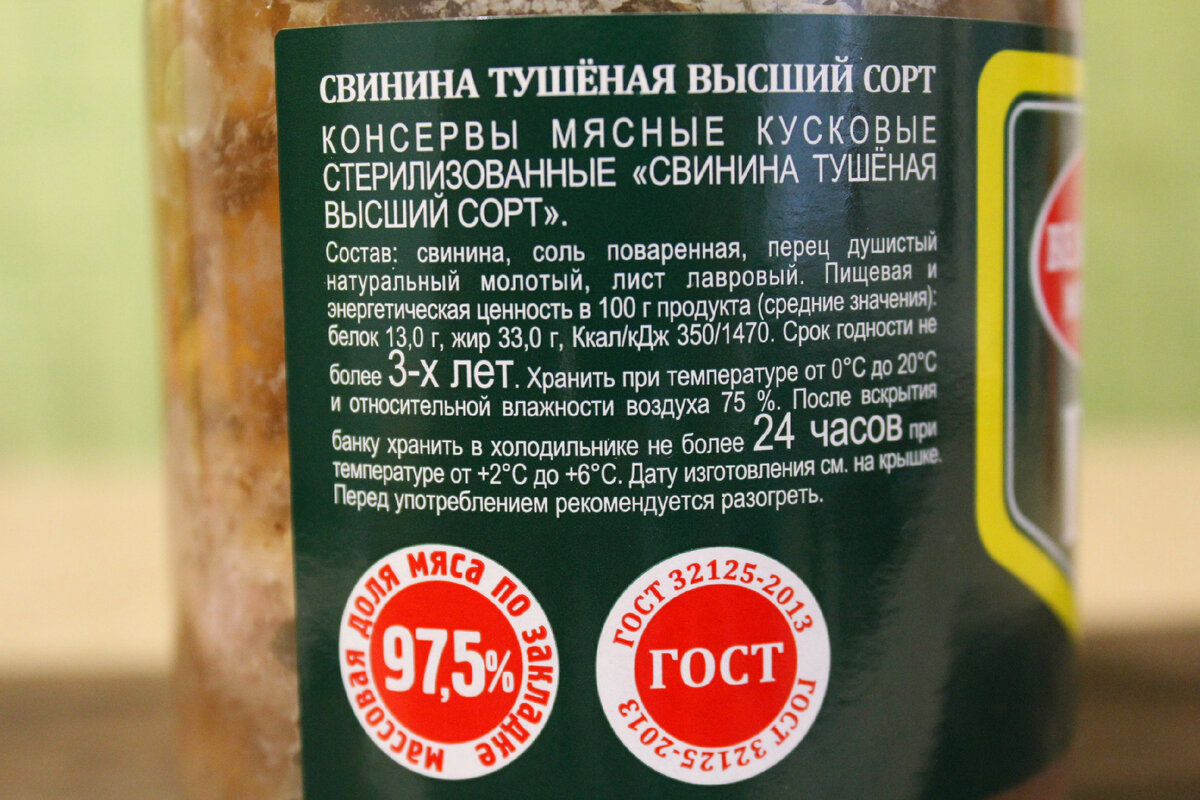 СВИНИНА ТУШЁНАЯ ВЫСШИЙ СОРТ
КОНСЕРВЫ МЯСНЫЕ КУСКОВЫЕ
СТЕРИЛИЗОВАННЫЕ «СВИНИНА ТУШЁНАЯ
ВЫСШИЙ СОРТ».
Состав: свинина, соль поваренная, перец душистый
натуральный молотый, лист лавровый. Пищевая и
энергетическая ценность в 100 г продукта (средние значения):
белок 13,0 г, жир 33,0 г, Ккал/кДж 350/1470. Срок годности не
более 3-х лет. Хранить при температуре от 0°С до 20°С
и относительной влажности воздуха 75 %. После вскрытия
банку хранить в холодильнике не более 24 часов при
температуре от +2°С до +6°С. Дату изготовления см. на крышке.
Перед употреблением рекомендуется разогреть.
массовая доля мяса по закладке
97,5%
ГОСТ 32125-2013
ГОСТ
ГОСТ 32125-2013